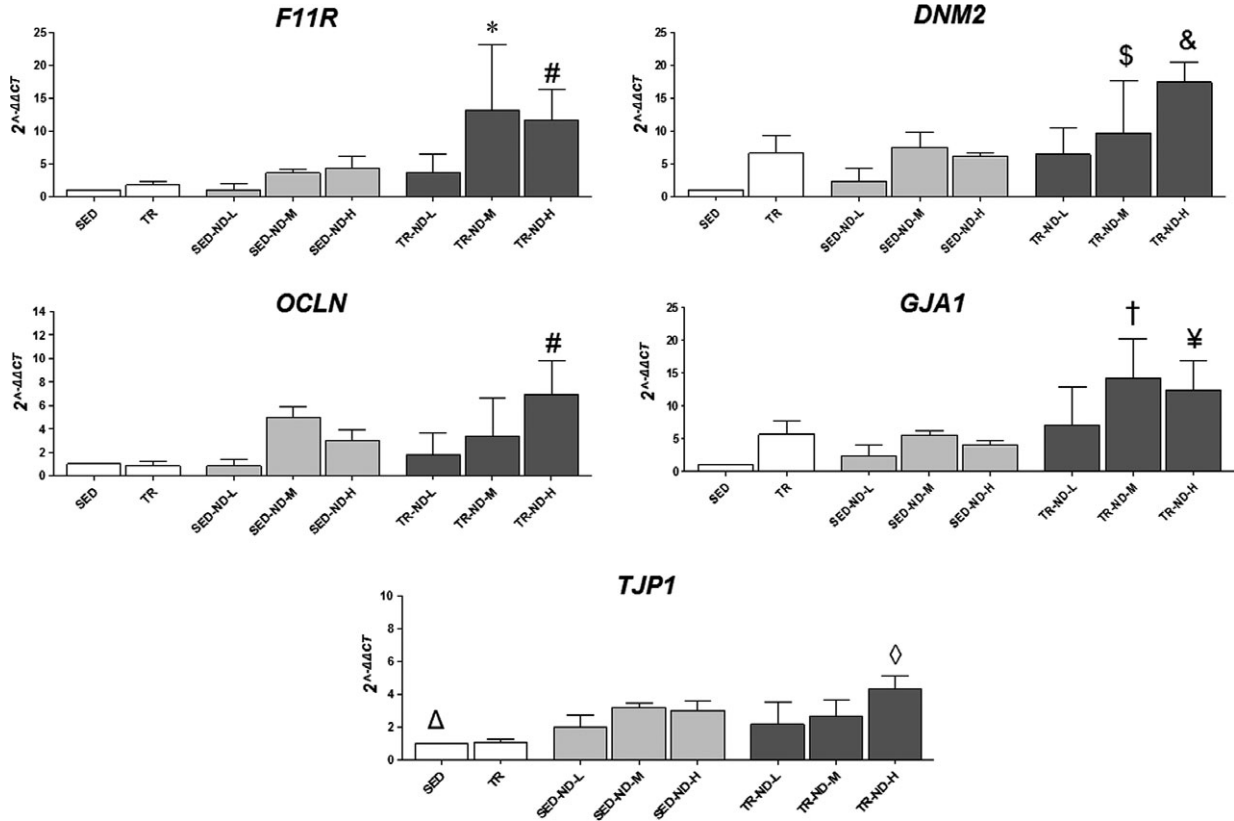 F11R
2^-ΔΔCT
25
20
15
10
5
0
*
#
SED
TR
SED-ND-L
SED-ND-M
SED-ND-H
TR-ND-L
TR-ND-M
TR-ND-H
DNM2
2^-ΔΔCT
25
20
15
10
5
0
$
&
SED
TR
SED-ND-L
SED-ND-M
SED-ND-H
TR-ND-L
TR-ND-M
TR-ND-H
OCLN
2^-ΔΔCT
14
12
10
8
6
4
2
0
#
SED
TR
SED-ND-L
SED-ND-M
SED-ND-H
TR-ND-L
TR-ND-M
TR-ND-H
GJA1
2^-ΔΔCT
25
20
15
10
5
0
†
¥
SED
TR
SED-ND-L
SED-ND-M
SED-ND-H
TR-ND-L
TR-ND-M
TR-ND-H
TJP1
2^-ΔΔCT
10
8
6
4
2
0
Δ
◊
SED
TR
SED-ND-L
SED-ND-M
SED-ND-H
TR-ND-L
TR-ND-M
TR-ND-H